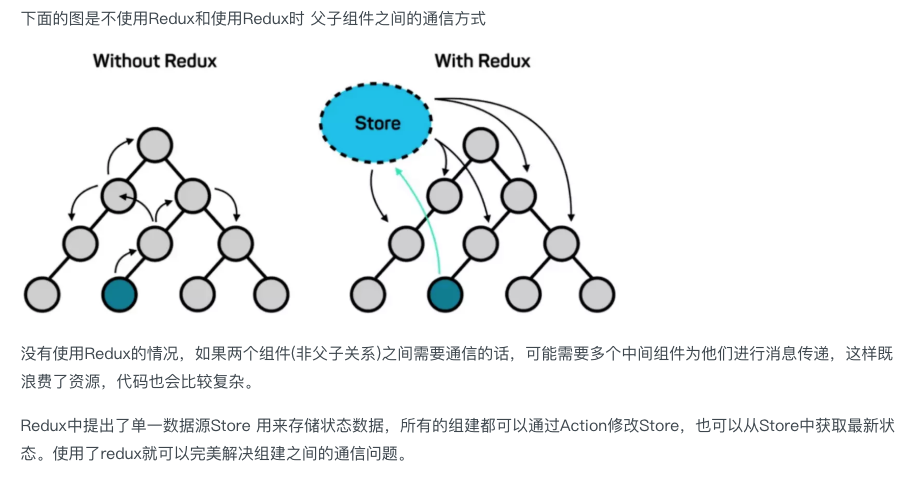 下面的图是不使用Redux和使用Redux时 父子组件之间的通信方式
Without Redux
With Redux
Store
没有使用Redux的情况，如果两个组件(非父子关系)之间需要通信的话，可能需要多个中间组件为他们进行消息传递，这样既
浪费了资源，代码也会比较复杂。
Redux中提出了单一数据源Store 用来存储状态数据，所有的组建都可以通过Action修改Store，也可以从Store中获取最新状
态。使用了redux就可以完美解决组建之间的通信问题。